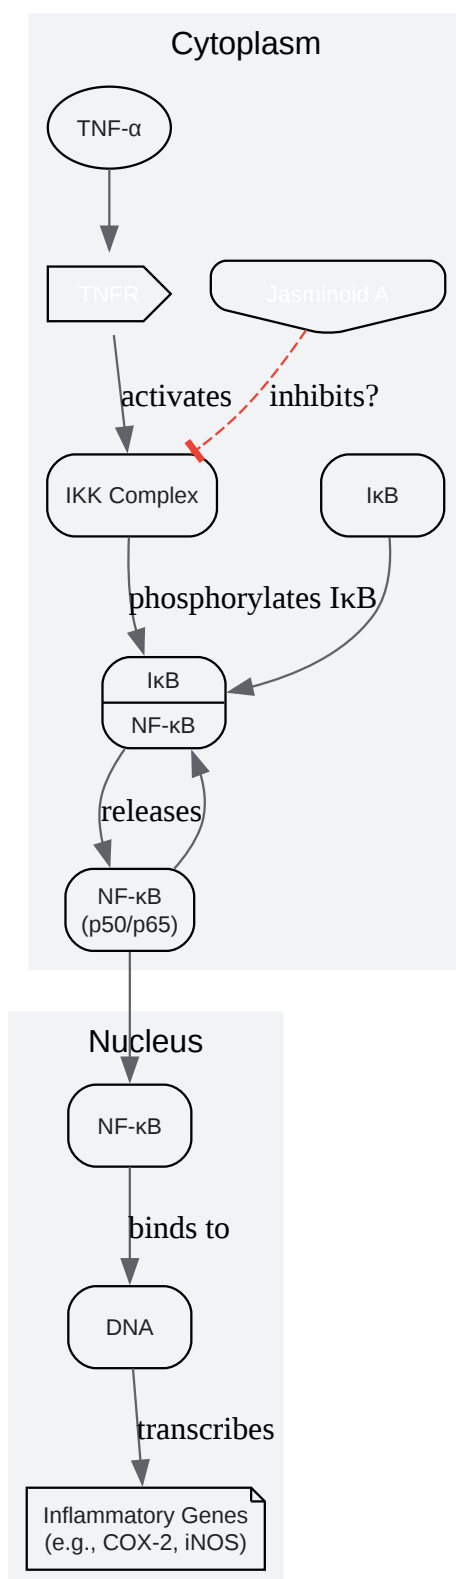 Cytoplasm
TNF-α
TNFR
Jasminoid A
activates
inhibits?
IKK Complex
IκB
phosphorylates IκB
IκB
NF-κB
releases
NF-κB
(p50/p65)
Nucleus
NF-κB
binds to
DNA
transcribes
Inflammatory Genes
(e.g., COX-2, iNOS)